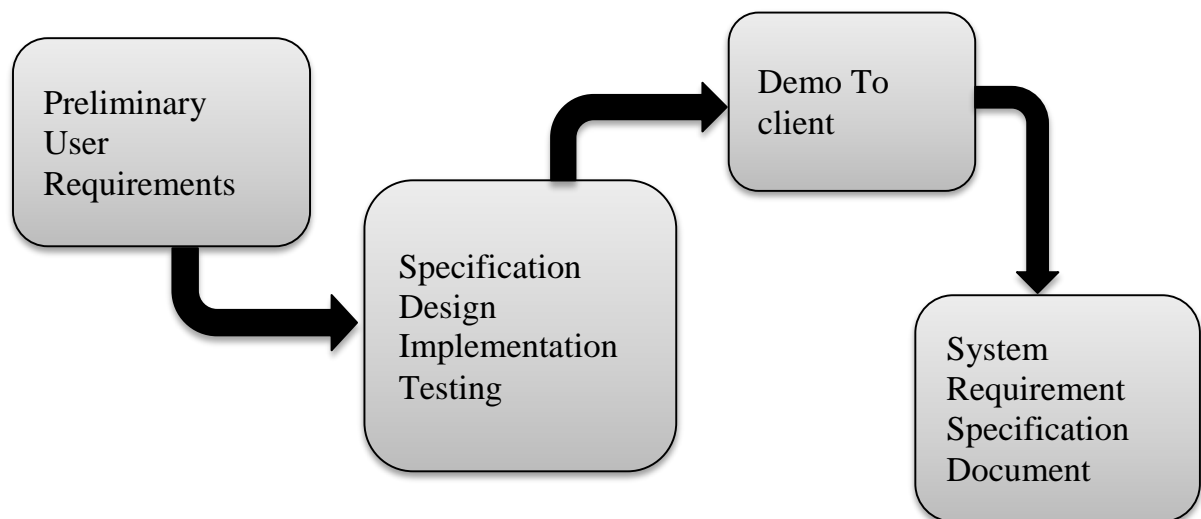 Preliminary
User
Requirements
Specification
Design
Implementation
Testing
Demo To
client
System
Requirement
Specification
Document